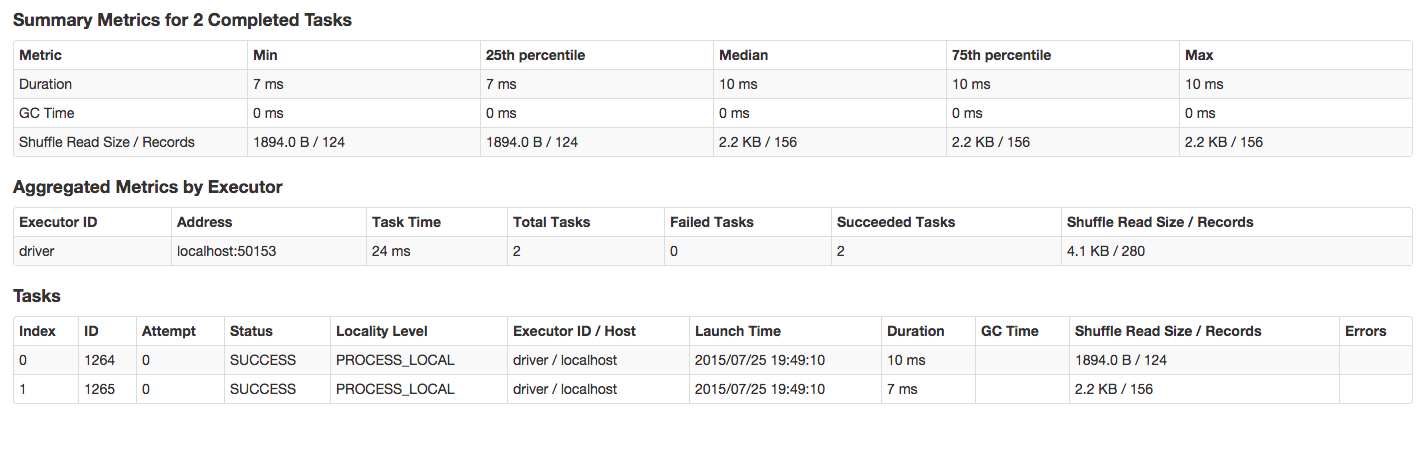 Summary Metrics for 2 Completed Tasks
Metric Min 25th percentile Median 75th percentile Max
Duration 7 ms 7 ms 10 ms 10 ms 10 ms
GC Time 0 ms 0 ms 0 ms 0 ms 0 ms
Shuffle Read Size / Records 1894.0 B / 124 1894.0 B / 124 2.2 KB / 156 2.2 KB / 156 2.2 KB / 156
Aggregated Metrics by Executor
Executor ID Address Task Time Total Tasks Failed Tasks Succeeded Tasks Shuffle Read Size / Records
driver localhost:50153 24 ms 2 0 2 4.1 KB / 280
Tasks
Index ID Attempt Status Locality Level Executor ID / Host Launch Time Duration GC Time Shuffle Read Size / Records Errors
0 1264 0 SUCCESS PROCESS_LOCAL driver / localhost 2015/07/25 19:49:10 10 ms 1894.0 B / 124
1 1265 0 SUCCESS PROCESS_LOCAL driver / localhost 2015/07/25 19:49:10 7 ms 2.2 KB / 156